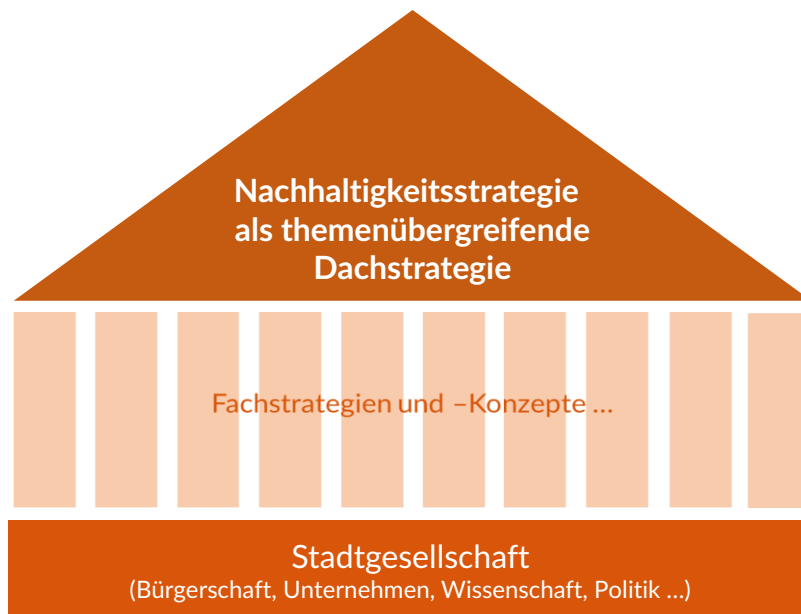 Nachhaltigkeitsstrategie
als themenübergreifende
Dachstrategie
Fachstrategien und –Konzepte ...
Stadtgesellschaft
(Bürgerschaft, Unternehmen, Wissenschaft, Politik ...)